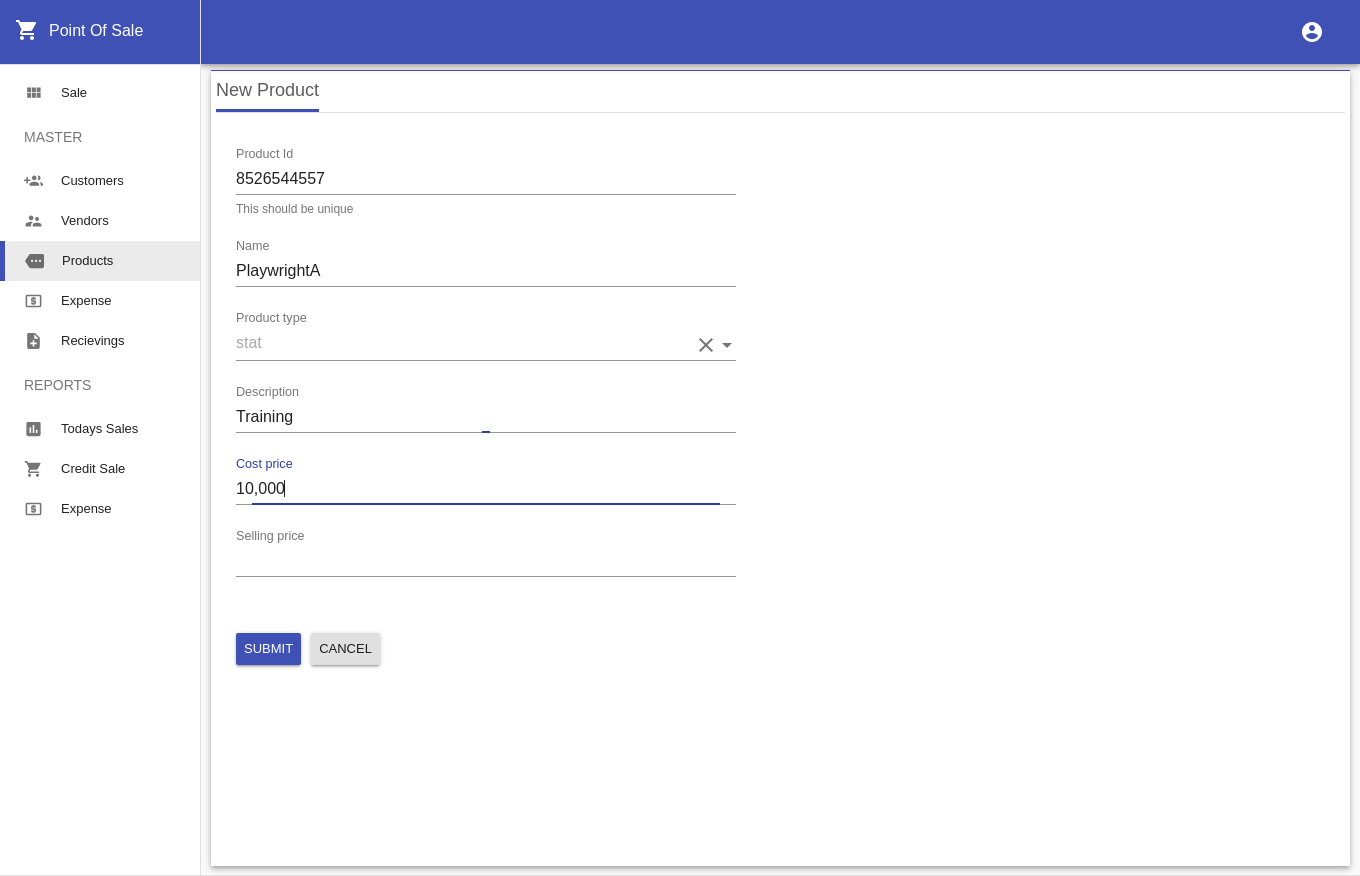 Point Of Sale
Sale
MASTER
Customers
Vendors
Products
Expense
Recievings
REPORTS
Todays Sales
Credit Sale
Expense
New Product
Product Id
8526544557
This should be unique
Name
PlaywrightA
Product type
stat
Description
Training
Cost price
10,000
Selling price
SUBMIT CANCEL